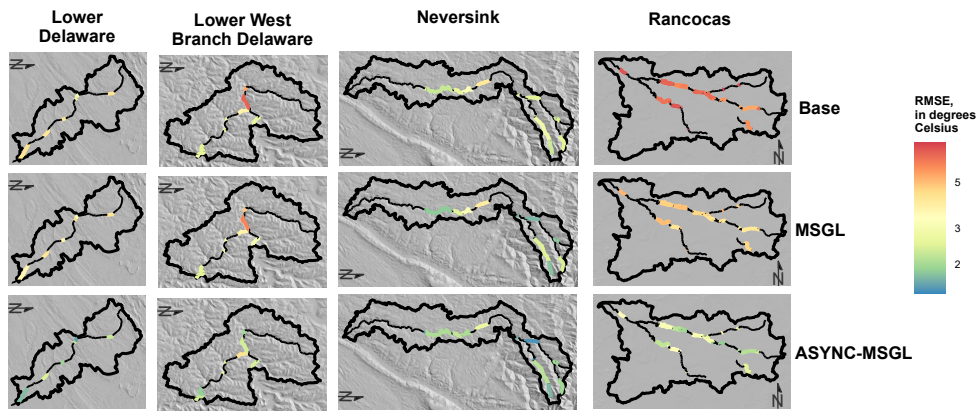 Lower
Delaware
Lower West
Branch Delaware
Neversink
Rancocas
N
N
N
N
Base
RMSE,
in degrees
Celsius
5
3
2
N
N
N
N
MSGL
N
N
N
N
ASYNC-MSGL